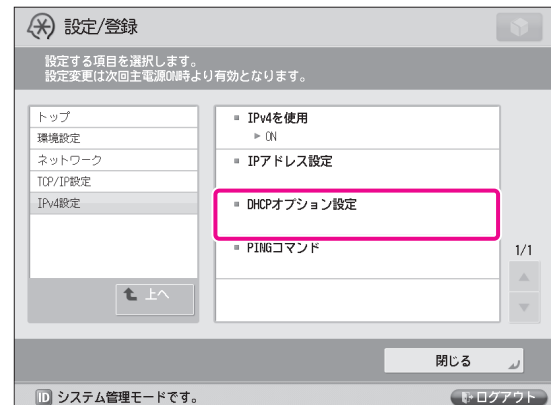 設定/登録
設定する項目を選択します。
設定変更は次回主電源ON時より有効となります。
トップ
環境設定
ネットワーク
TCP/IP設定
IPv4設定
上へ
IPv4を使用
ON
IPアドレス設定
DHCPオプション設定
PINGコマンド
1/1
閉じる
ID システム管理モードです。
ログアウト